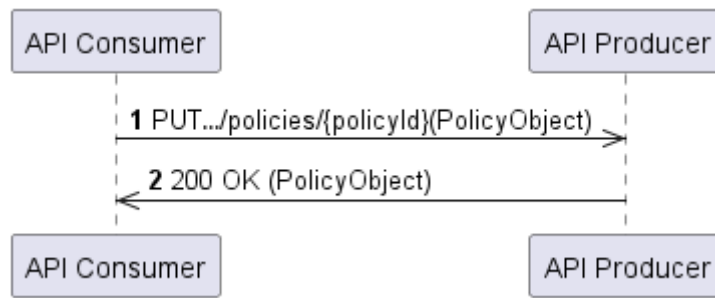 API Consumer API Producer
1 PUT.../policies/{policyId}(PolicyObject)
2 200 OK (PolicyObject)
API Consumer API Producer